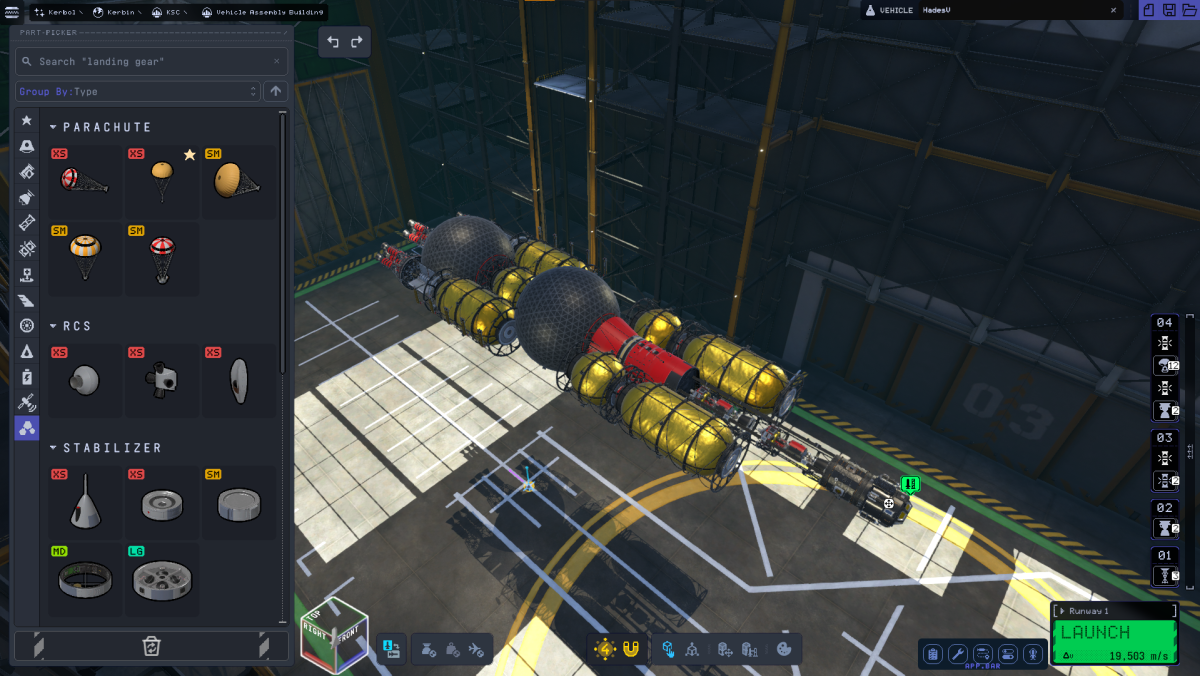 Kerbol
Kerbin
KSC
Vehicle Assembly Building
VEHICLE
HadesV
PART-PICKER
Search "landing gear"
Group By:Type
PARACHUTE
XS
XS
SM
SM
SM
RCS
XS
XS
XS
STABILIZER
XS
XS
SM
MD
LG
03
04
12
2
03
2
02
2
01
3
TOP
RIGHT
FRONT
Runway 1
LAUNCH
Δv 19,503 m/s
APP.BAR